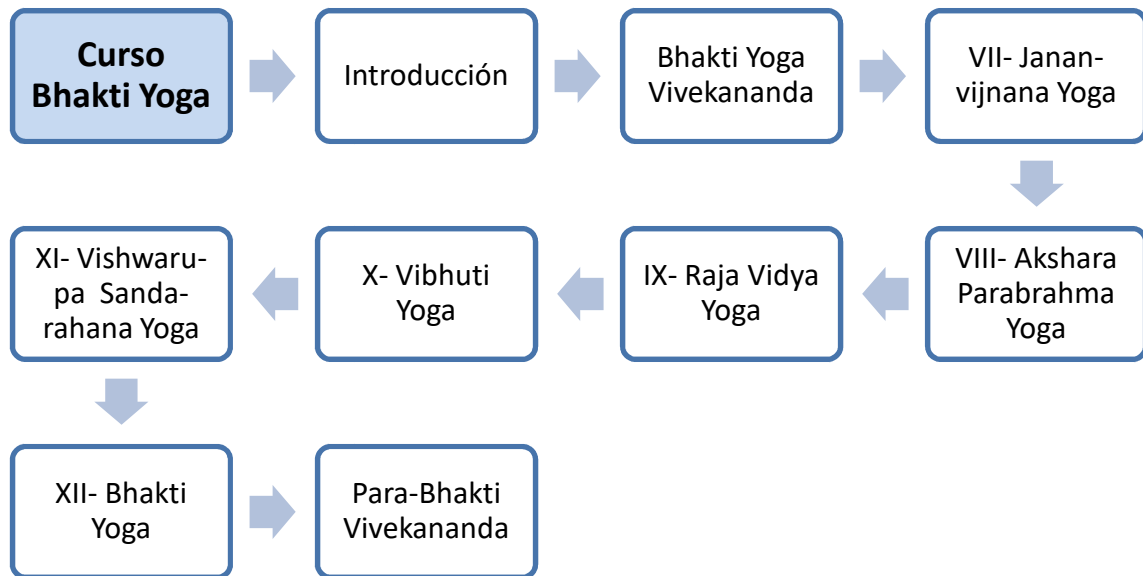 Curso
Bhakti Yoga
Introducción
Bhakti Yoga
Vivekananda
VII- Janan-
vijnana Yoga
VIII- Akshara
Parabrahma
Yoga
IX- Raja Vidya
Yoga
X- Vibhuti
Yoga
XI- Vishwaru-
pa Sanda-
rahana Yoga
XII- Bhakti
Yoga
Para-Bhakti
Vivekananda